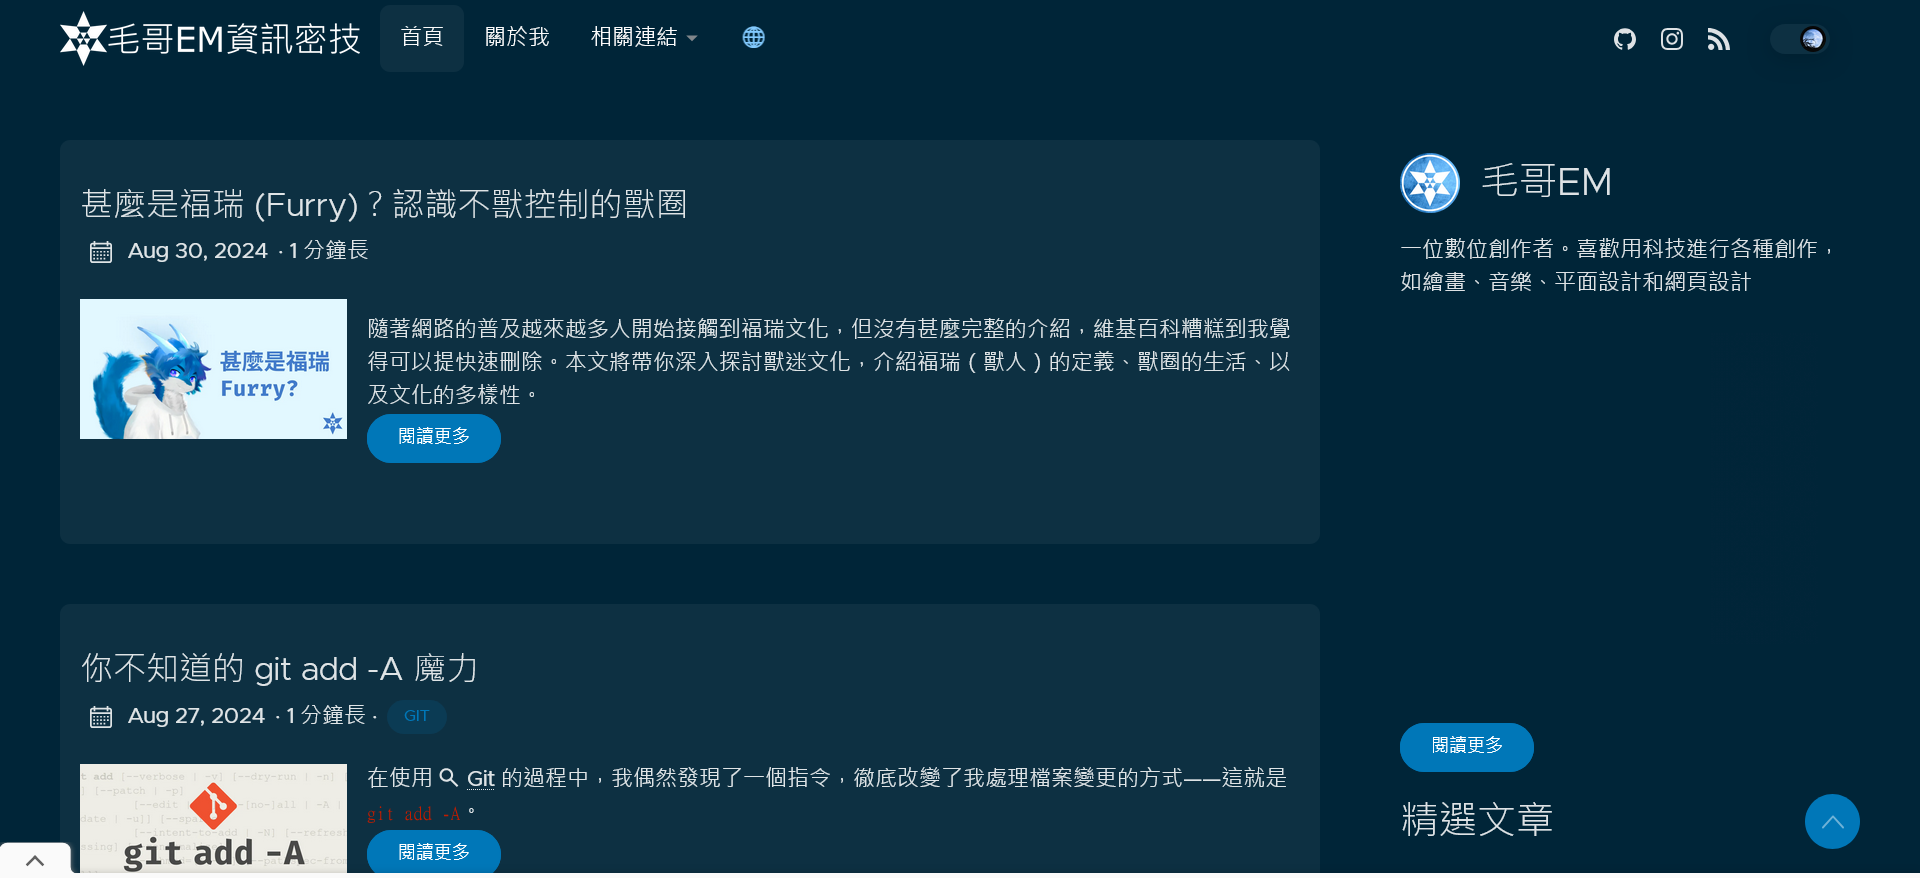 毛哥EM資訊密技
首頁
關於我
相關連結
甚麼是福瑞 (Furry)？認識不獸控制的獸圈
Aug 30, 2024 · 1 分鐘長
甚麼是福瑞
Furry?
隨著網路的普及越來越多人開始接觸到福瑞文化，但沒有甚麼完整的介紹，維基百科糟糕到我覺
得可以提快速刪除。本文將帶你深入探討獸迷文化，介紹福瑞（獸人）的定義、獸圈的生活、以
及文化的多樣性。
閱讀更多
毛哥EM
一位數位創作者。喜歡用科技進行各種創作，
如繪畫、音樂、平面設計和網頁設計
你不知道的 git add -A 魔力
Aug 27, 2024 · 1 分鐘長 · GIT
t add [--verbose | -v] [--dry-run | -n] [
] [--patch | -p]
git add -A
在使用 Git 的過程中，我偶然發現了一個指令，徹底改變了我處理檔案變更的方式——這就是
git add -A。
閱讀更多
閱讀更多
精選文章